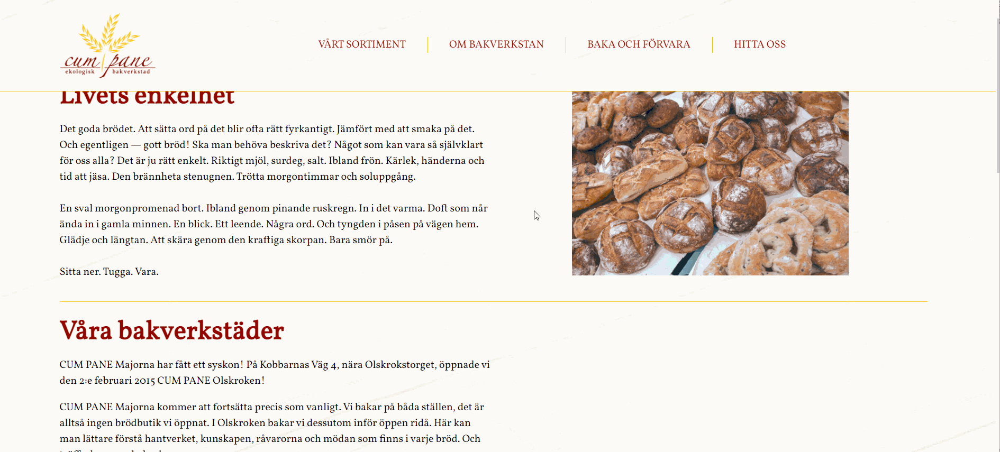 cum pane
ekologisk bakverkstad
VÅRT SORTIMENT
OM BAKVERKSTAN
BAKA OCH FÖRVARA
HITTA OSS
Livets enkelhet
Det goda brödet. Att sätta ord på det blir ofta rätt fyrkantigt. Jämfört med att smaka på det.
Och egentligen — gott bröd! Ska man behöva beskriva det? Något som kan vara så självklart
för oss alla? Det är ju rätt enkelt. Riktigt mjöl, surdeg, salt. Ibland frön. Kärlek, händerna och
tid att jäsa. Den brännheta stenugnen. Trötta morgontimmar och soluppgång.
En sval morgonpromenad bort. Ibland genom pinande ruskregn. In i det varma. Doft som når
ända in i gamla minnen. En blick. Ett leende. Några ord. Och tyngden i påsen på vägen hem.
Glädje och längtan. Att skära genom den kraftiga skorpan. Bara smör på.
Sitta ner. Tugga. Vara.
Våra bakverkstäder
CUM PANE Majorna har fått ett syskon! På Kobbarnas Väg 4, nära Olskrokstorget, öppnade vi
den 2:e februari 2015 CUM PANE Olskroken!
CUM PANE Majorna kommer att fortsätta precis som vanligt. Vi bakar på båda ställen, det är
alltså ingen brödbutik vi öppnat. I Olskroken bakar vi dessutom inför öppen ridå. Här kan
man lättare förstå hantverket, kunskapen, råvarorna och mödan som finns i varje bröd. Och